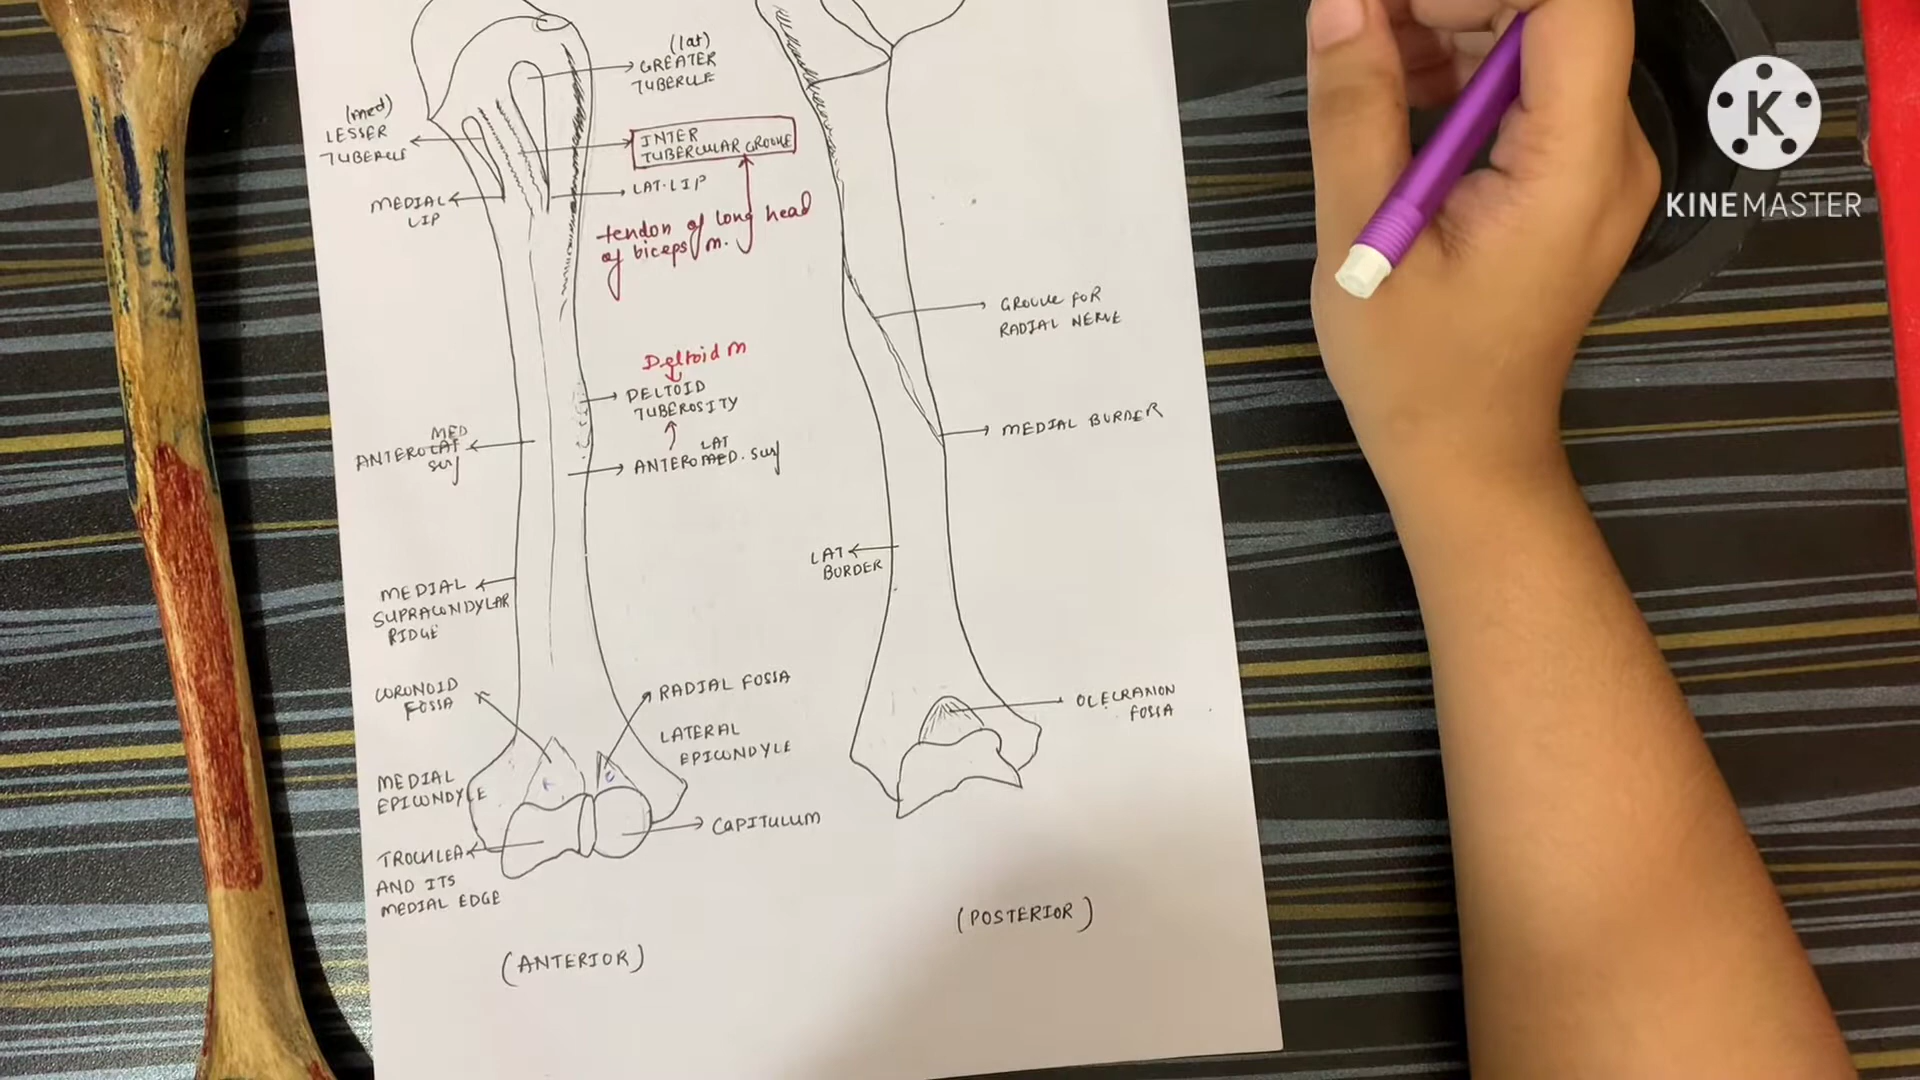 (lat)
GREATER
TUBERCLE
(med)
LESSER
TUBERCLE
INTER
TUBERCULAR GROOVE
MEDIAL
LIP
LAT. LIP
tendon of long head
of biceps m.
Deltoid m
DELTOID
TUBEROSITY
MED
ANTEROLAT
surf
LAT
ANTEROMED. surf
MEDIAL
SUPRACONDYLAR
RIDGE
CORONOID
FOSSA
RADIAL FOSSA
LATERAL
EPICONDYLE
MEDIAL
EPICONDYLE
CAPITULUM
TROCHLEA
AND ITS
MEDIAL EDGE
(ANTERIOR)
GROOVE FOR
RADIAL NERVE
MEDIAL BORDER
LAT
BORDER
OLECRANON
FOSSA
(POSTERIOR)
K
KINEMASTER